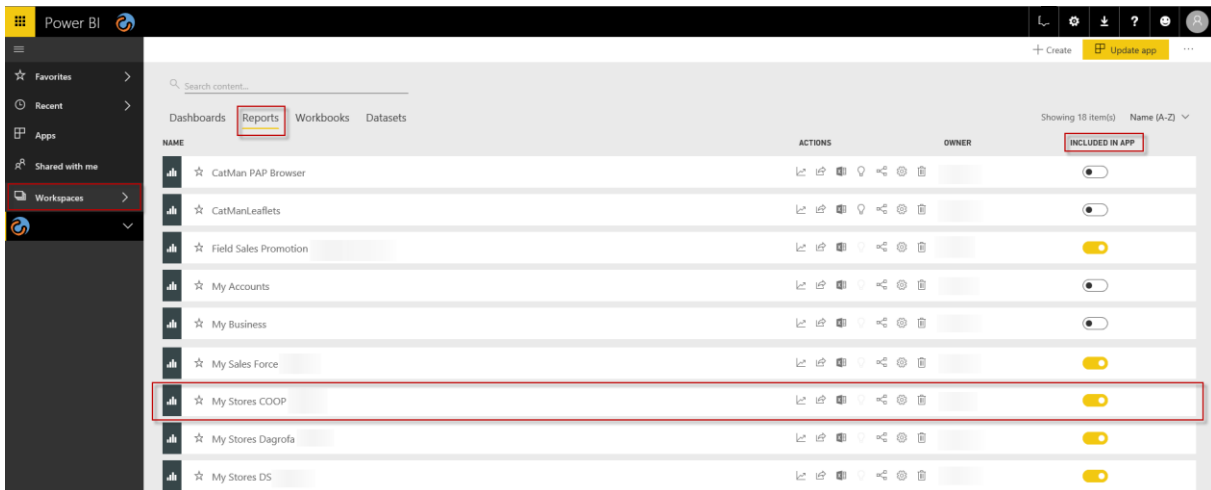 Power BI
?
+ Create
Update app
...
Favorites
Recent
Apps
Shared with me
Workspaces
Search content...
Dashboards Reports Workbooks Datasets
Showing 18 item(s) Name (A-Z)
NAME ACTIONS OWNER INCLUDED IN APP
CatMan PAP Browser
CatManLeaflets
Field Sales Promotion
My Accounts
My Business
My Sales Force
My Stores COOP
My Stores Dagrofa
My Stores DS